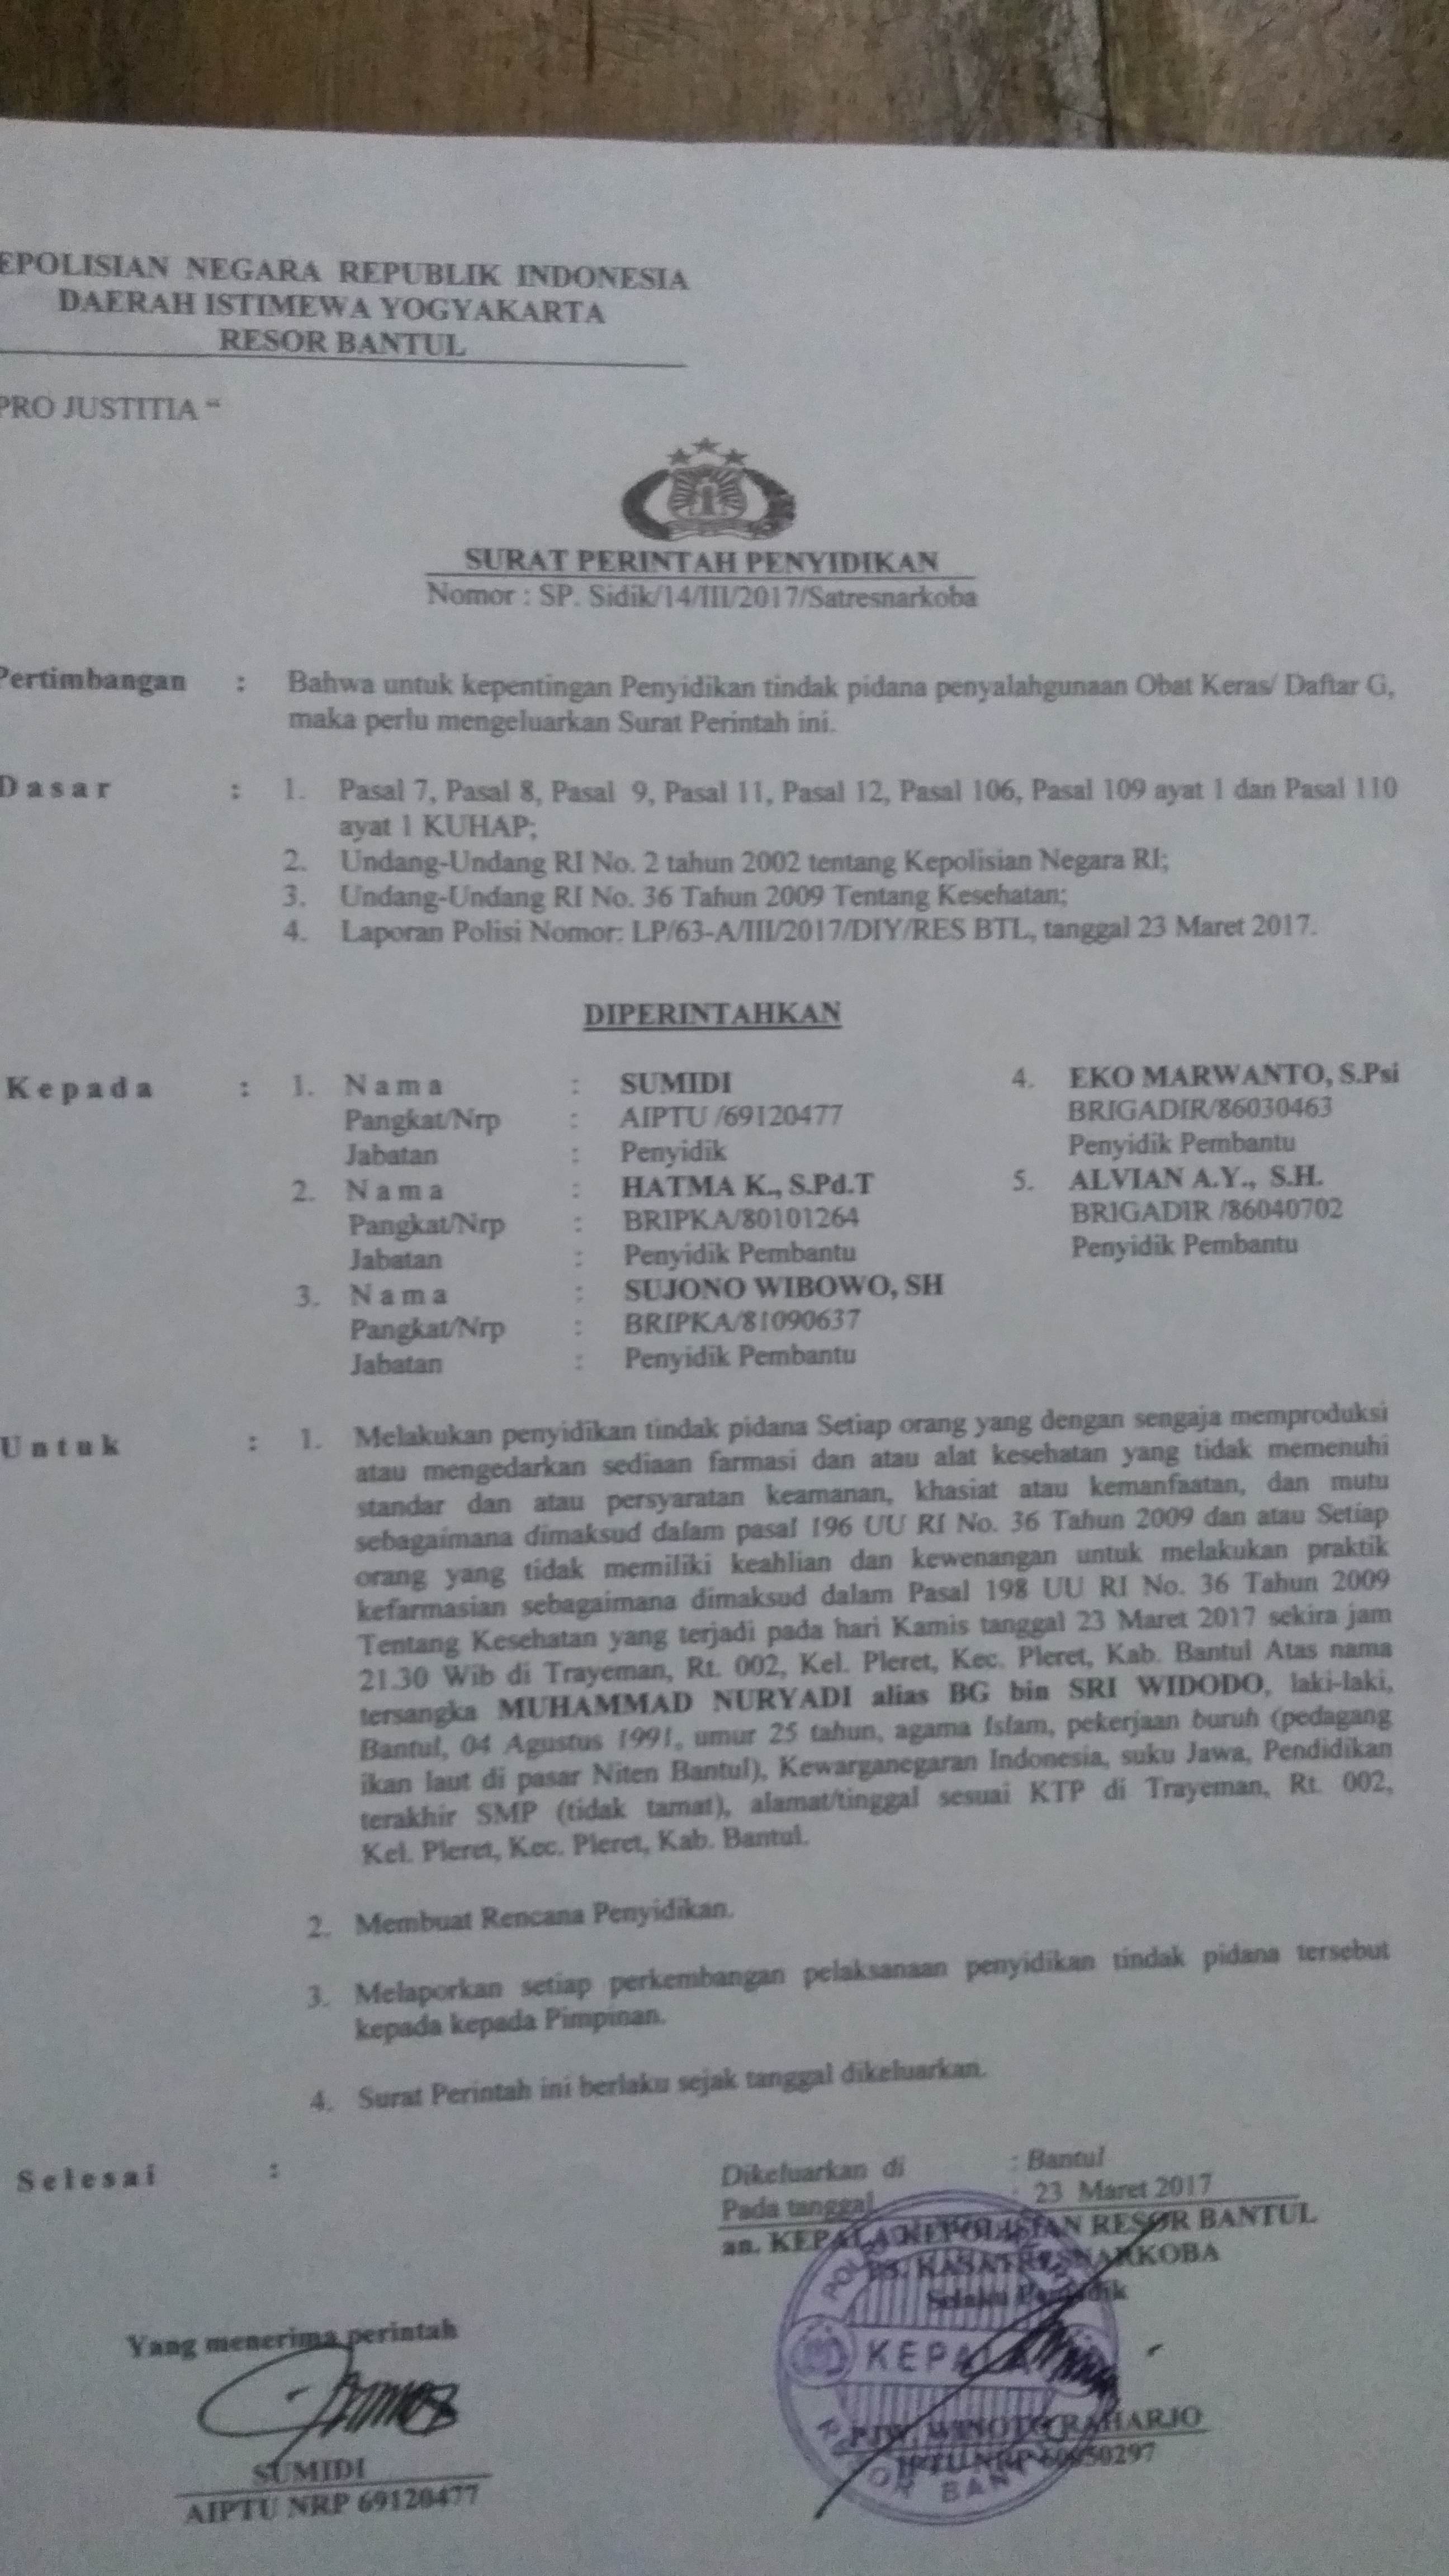 EPOLISIAN NEGARA REPUBLIK INDONESIA
DAERAH ISTIMEWA YOGYAKARTA
RESOR BANTUL
PRO JUSTITIA “
SURAT PERINTAH PENYIDIKAN
Nomor : SP. Sidik/14/III/2017/Satresnarkoba
Pertimbangan : Bahwa untuk kepentingan Penyidikan tindak pidana penyalahgunaan Obat Keras/ Daftar G,
maka perlu mengeluarkan Surat Perintah ini.
Dasar : 1. Pasal 7, Pasal 8, Pasal 9, Pasal 11, Pasal 12, Pasal 106, Pasal 109 ayat 1 dan Pasal 110
ayat 1 KUHAP;
2. Undang-Undang RI No. 2 tahun 2002 tentang Kepolisian Negara RI;
3. Undang-Undang RI No. 36 Tahun 2009 Tentang Kesehatan;
4. Laporan Polisi Nomor: LP/63-A/III/2017/DIY/RES BTL, tanggal 23 Maret 2017.
DIPERINTAHKAN
Kepada : 1. Nama : SUMIDI
Pangkat/Nrp : AIPTU /69120477
Jabatan : Penyidik
2. Nama : HATMA K., S.Pd.T
Pangkat/Nrp : BRIPKA/80101264
Jabatan : Penyidik Pembantu
3. Nama : SUJONO WIBOWO, SH
Pangkat/Nrp : BRIPKA/81090637
Jabatan : Penyidik Pembantu
4. EKO MARWANTO, S.Psi
BRIGADIR/86030463
Penyidik Pembantu
5. ALVIAN A.Y., S.H.
BRIGADIR /86040702
Penyidik Pembantu
Untuk : 1. Melakukan penyidikan tindak pidana Setiap orang yang dengan sengaja memproduksi
atau mengedarkan sediaan farmasi dan atau alat kesehatan yang tidak memenuhi
standar dan atau persyaratan keamanan, khasiat atau kemanfaatan, dan mutu
sebagaimana dimaksud dalam pasal 196 UU RI No. 36 Tahun 2009 dan atau Setiap
orang yang tidak memiliki keahlian dan kewenangan untuk melakukan praktik
kefarmasian sebagaimana dimaksud dalam Pasal 198 UU RI No. 36 Tahun 2009
Tentang Kesehatan yang terjadi pada hari Kamis tanggal 23 Maret 2017 sekira jam
21.30 Wib di Trayeman, Rt. 002, Kel. Pleret, Kec. Pleret, Kab. Bantul Atas nama
tersangka MUHAMMAD NURYADI alias BG bin SRI WIDODO, laki-laki,
Bantul, 04 Agustus 1991, umur 25 tahun, agama Islam, pekerjaan buruh (pedagang
ikan laut di pasar Niten Bantul), Kewarganegaran Indonesia, suku Jawa, Pendidikan
terakhir SMP (tidak tamat), alamat/tinggal sesuai KTP di Trayeman, Rt. 002,
Kel. Pleret, Kec. Pleret, Kab. Bantul.
2. Membuat Rencana Penyidikan.
3. Melaporkan setiap perkembangan pelaksanaan penyidikan tindak pidana tersebut
kepada kepada Pimpinan.
4. Surat Perintah ini berlaku sejak tanggal dikeluarkan.
Selesai :
Dikeluarkan di : Bantul
Pada tanggal : 23 Maret 2017
an. KEPALA KEPOLISIAN RESOR BANTUL
KASATRESNARKOBA
Selaku Penyidik
KEPALA
RAHARJO
IPTU NRP
Yang menerima perintah
SUMIDI
AIPTU NRP 69120477